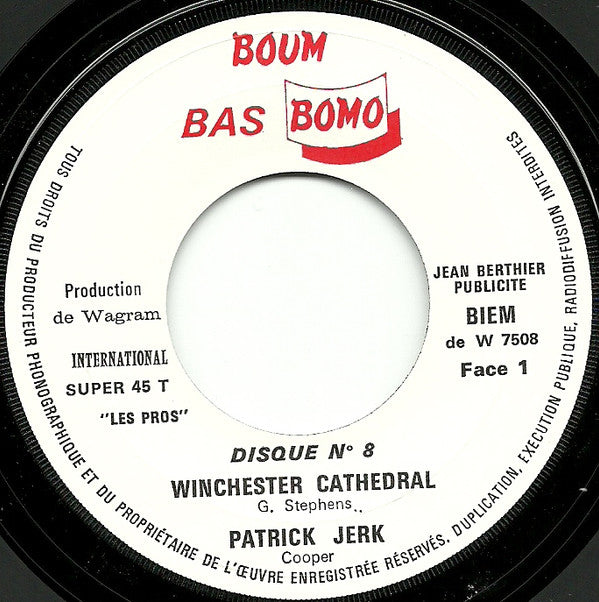 BOUM
BAS BOMO
TOUS DROITS DU PRODUCTEUR PHONOGRAPHIQUE ET DU PROPRIÉTAIRE DE L'ŒUVRE ENREGISTRÉE RÉSERVÉS. DUPLICATION, EXECUTION PUBLIQUE, RADIODIFFUSION INTERDITES
Production
de Wagram
INTERNATIONAL
SUPER 45 T
"LES PROS"
JEAN BERTHIER
PUBLICITE
BIEM
de W 7508
Face 1
DISQUE N° 8
WINCHESTER CATHEDRAL
G. Stephens..
PATRICK JERK
Cooper